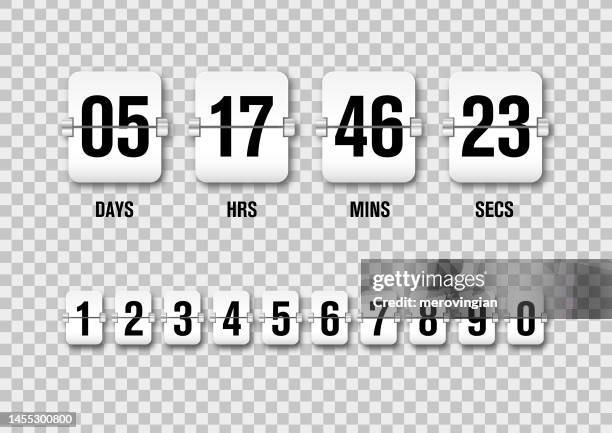 05 17 46 23
DAYS HRS MINS SECS
gettyimages®
merovingian
1 2 3 4 5 6 7 8 9 0
1455300800